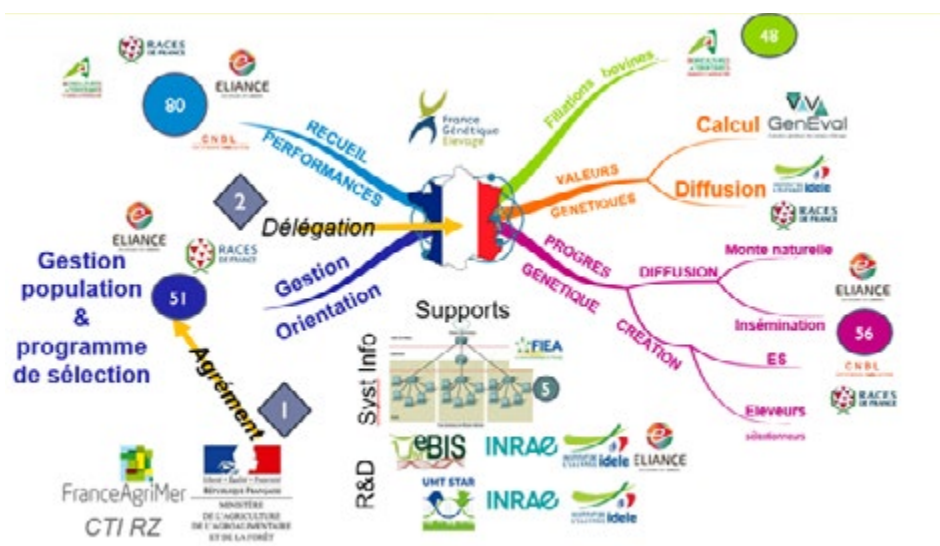 RACES
DE FRANCE
ELIANCE
80
CNBL
RECUEIL
PERFORMANCES
France
Génétique
Elevage
Filiations bovines
48
Calcul
GenEval
VALEURS
GENÉTIQUES
Diffusion
idele
RACES
DE FRANCE
2
Délégation
ELIANCE
RACES
DE FRANCE
Gestion
population
&
programme
de sélection
51
Gestion
Orientation
PROGRES
GENETIQUE
DIFFUSION
Monte naturelle
ELIANCE
Insémination
56
CREATION
ES
CNBL
RACES
DE FRANCE
Eleveurs
sélectionneurs
Agrément
1
Supports
Syst Info
FIEA
5
R&D
eBIS
INRAE
idele
ELIANCE
UMT STAR
INRAE
idele
FranceAgriMer
CTI RZ
Liberté • Égalité • Fraternité
RÉPUBLIQUE FRANÇAISE
MINISTÈRE
DE L'AGRICULTURE
DE L'AGROALIMENTAIRE
ET DE LA FORÊT